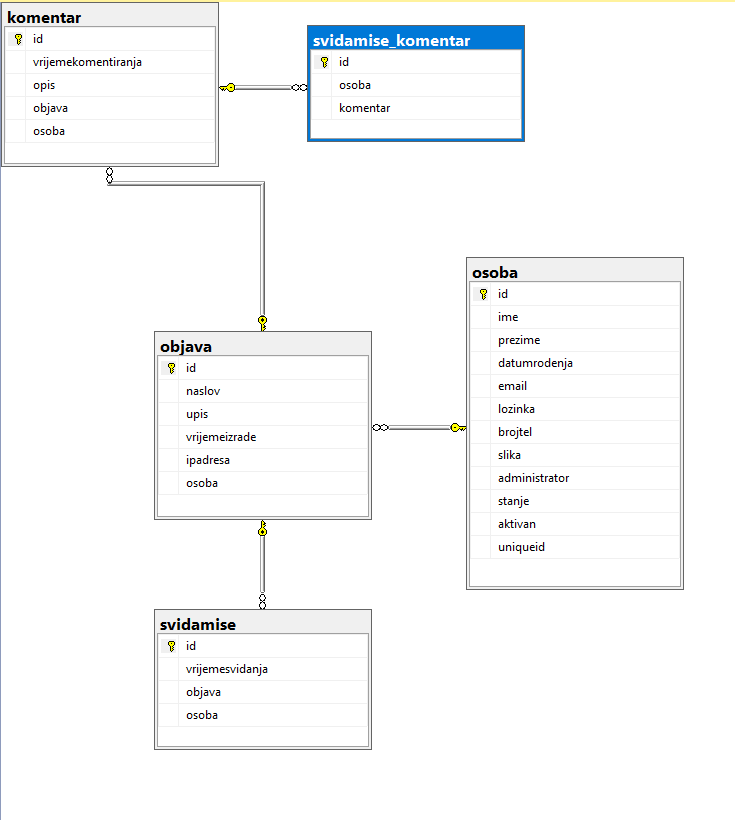 komentar
id
vrijemekomentiranja
opis
objava
osoba
svidamise_komentar
id
osoba
komentar
osoba
id
ime
prezime
datumrodenja
email
lozinka
brojtel
slika
administrator
stanje
aktivan
uniqueid
objava
id
naslov
upis
vrijemeizrade
ipadresa
osoba
svidamise
id
vrijemesvidanja
objava
osoba